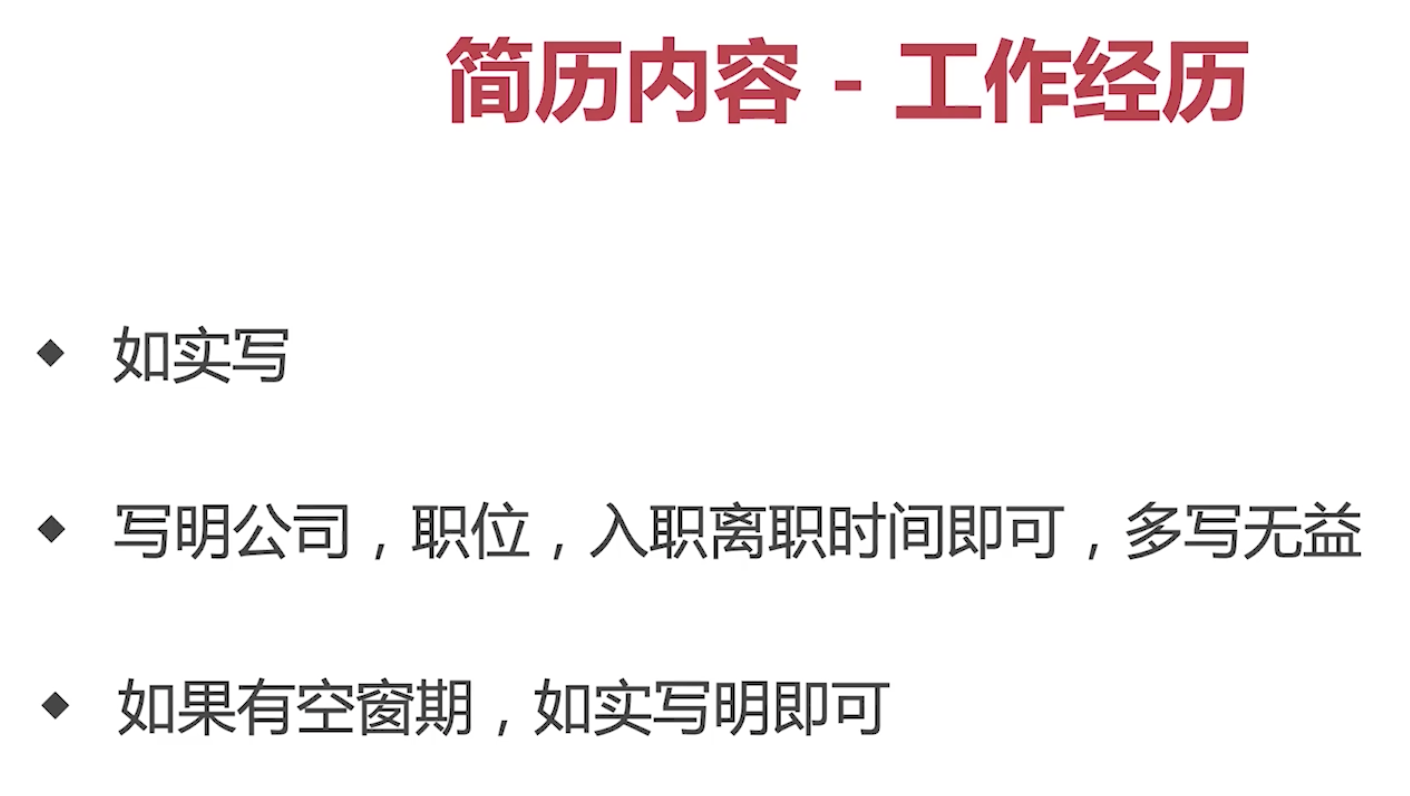 简历内容 - 工作经历
◆ 如实写
◆ 写明公司，职位，入职离职时间即可，多写无益
◆ 如果有空窗期，如实写明即可